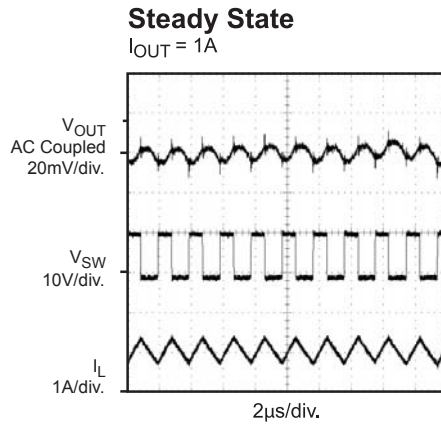 Steady State
IOUT = 1A
VOUT
AC Coupled
20mV/div.
VSW
10V/div.
IL
1A/div.
2µs/div.